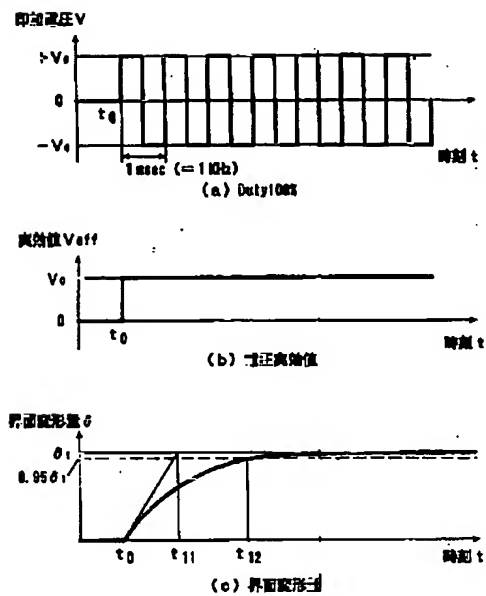 印加電圧V
+V₀
0
t₀
−V₀
時刻 t
1msec (=1KHz)
(a) Duty100%
実効値Veff
V₀
0
t₀
時刻 t
(b) 電圧実効値
界面変形量δ
δ₁
0.95δ₁
t₀
t₁₁
t₁₂
時刻 t
(c) 界面変形量